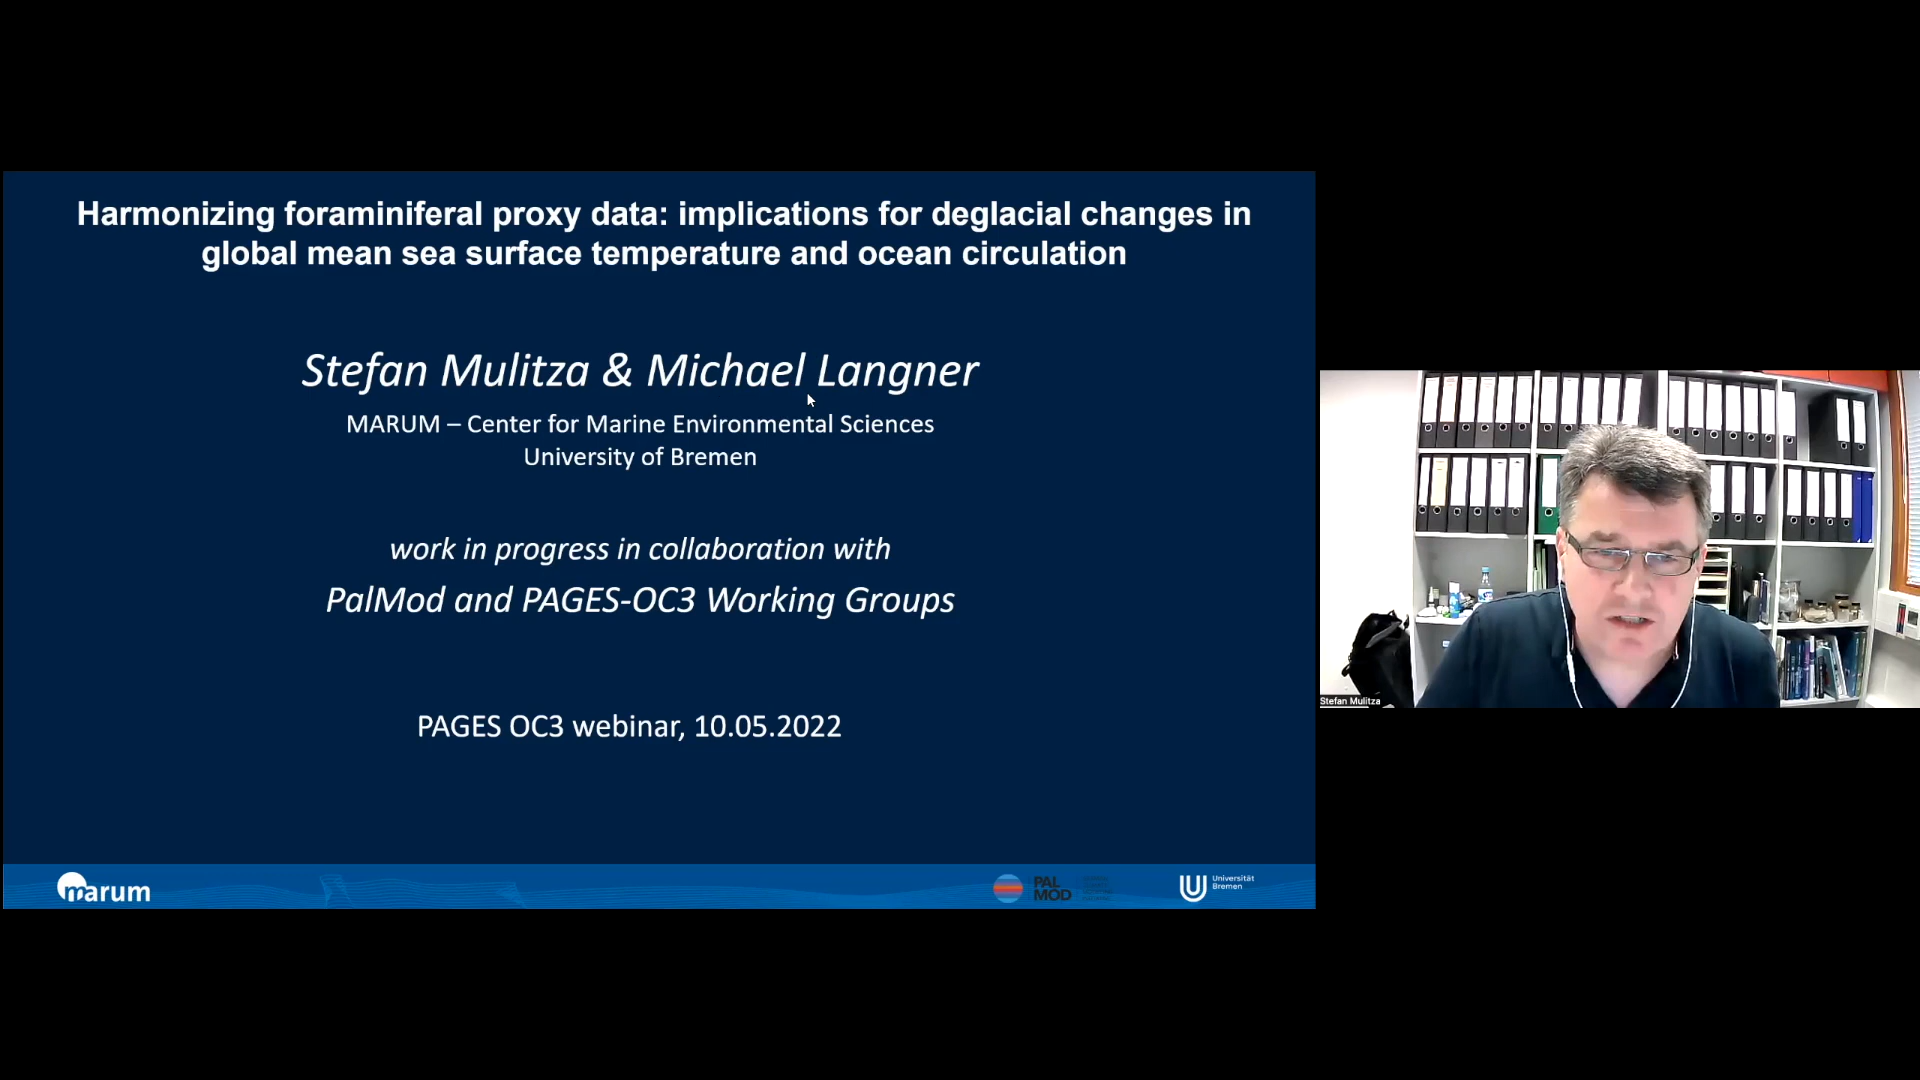 Harmonizing foraminiferal proxy data: implications for deglacial changes in
global mean sea surface temperature and ocean circulation
Stefan Mulitza & Michael Langner
MARUM – Center for Marine Environmental Sciences
University of Bremen
work in progress in collaboration with
PalMod and PAGES-OC3 Working Groups
PAGES OC3 webinar, 10.05.2022
marum
PAL
MOD
Universität
Bremen
Stefan Mulitza